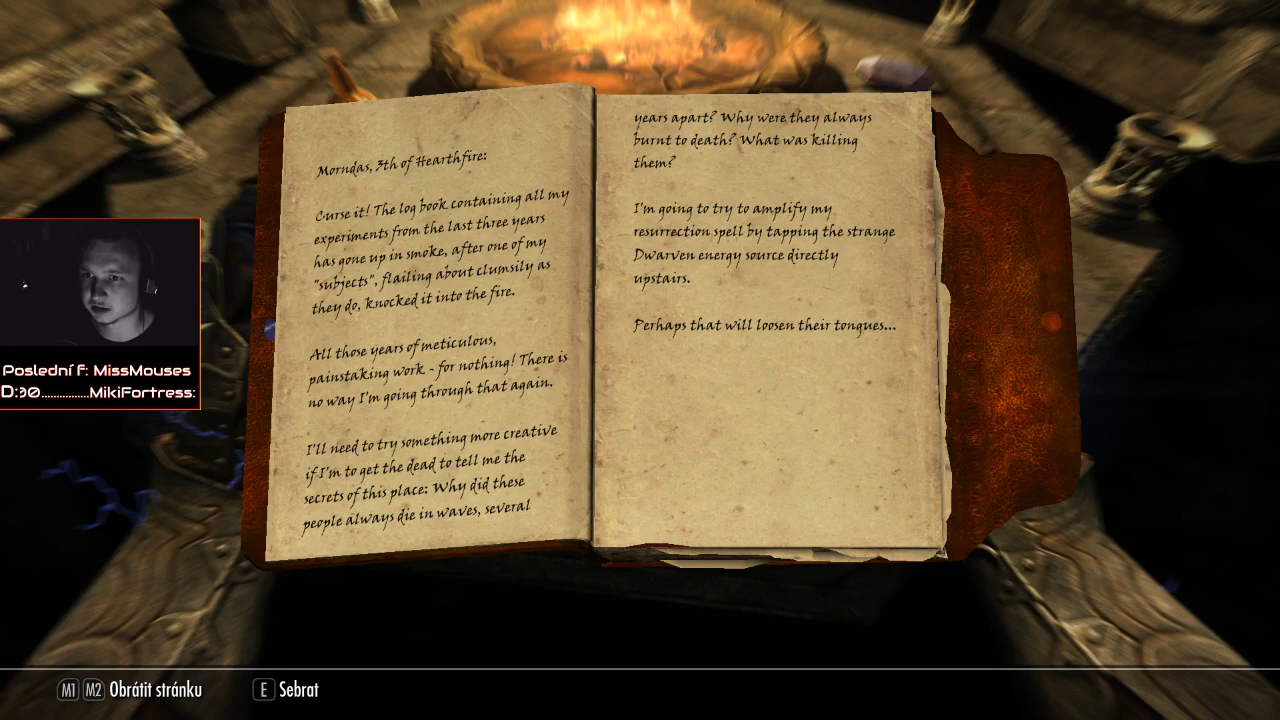 Morndas, 3th of Hearthfire:
Curse it! The log book containing all my
experiments from the last three years
has gone up in smoke, after one of my
"subjects", flailing about clumsily as
they do, knocked it into the fire.
All those years of meticulous,
painstaking work - for nothing! There is
no way I'm going through that again.
I'll need to try something more creative
if I'm to get the dead to tell me the
secrets of this place: Why did these
people always die in waves, several
years apart? Why were they always
burnt to death? What was killing
them?
I'm going to try to amplify my
resurrection spell by tapping the strange
Dwarven energy source directly
upstairs.
Perhaps that will loosen their tongues...
Poslední F: MissMouses
D:30...............MikiFortress:
M1 M2 Obrátit stránku
E Sebrat